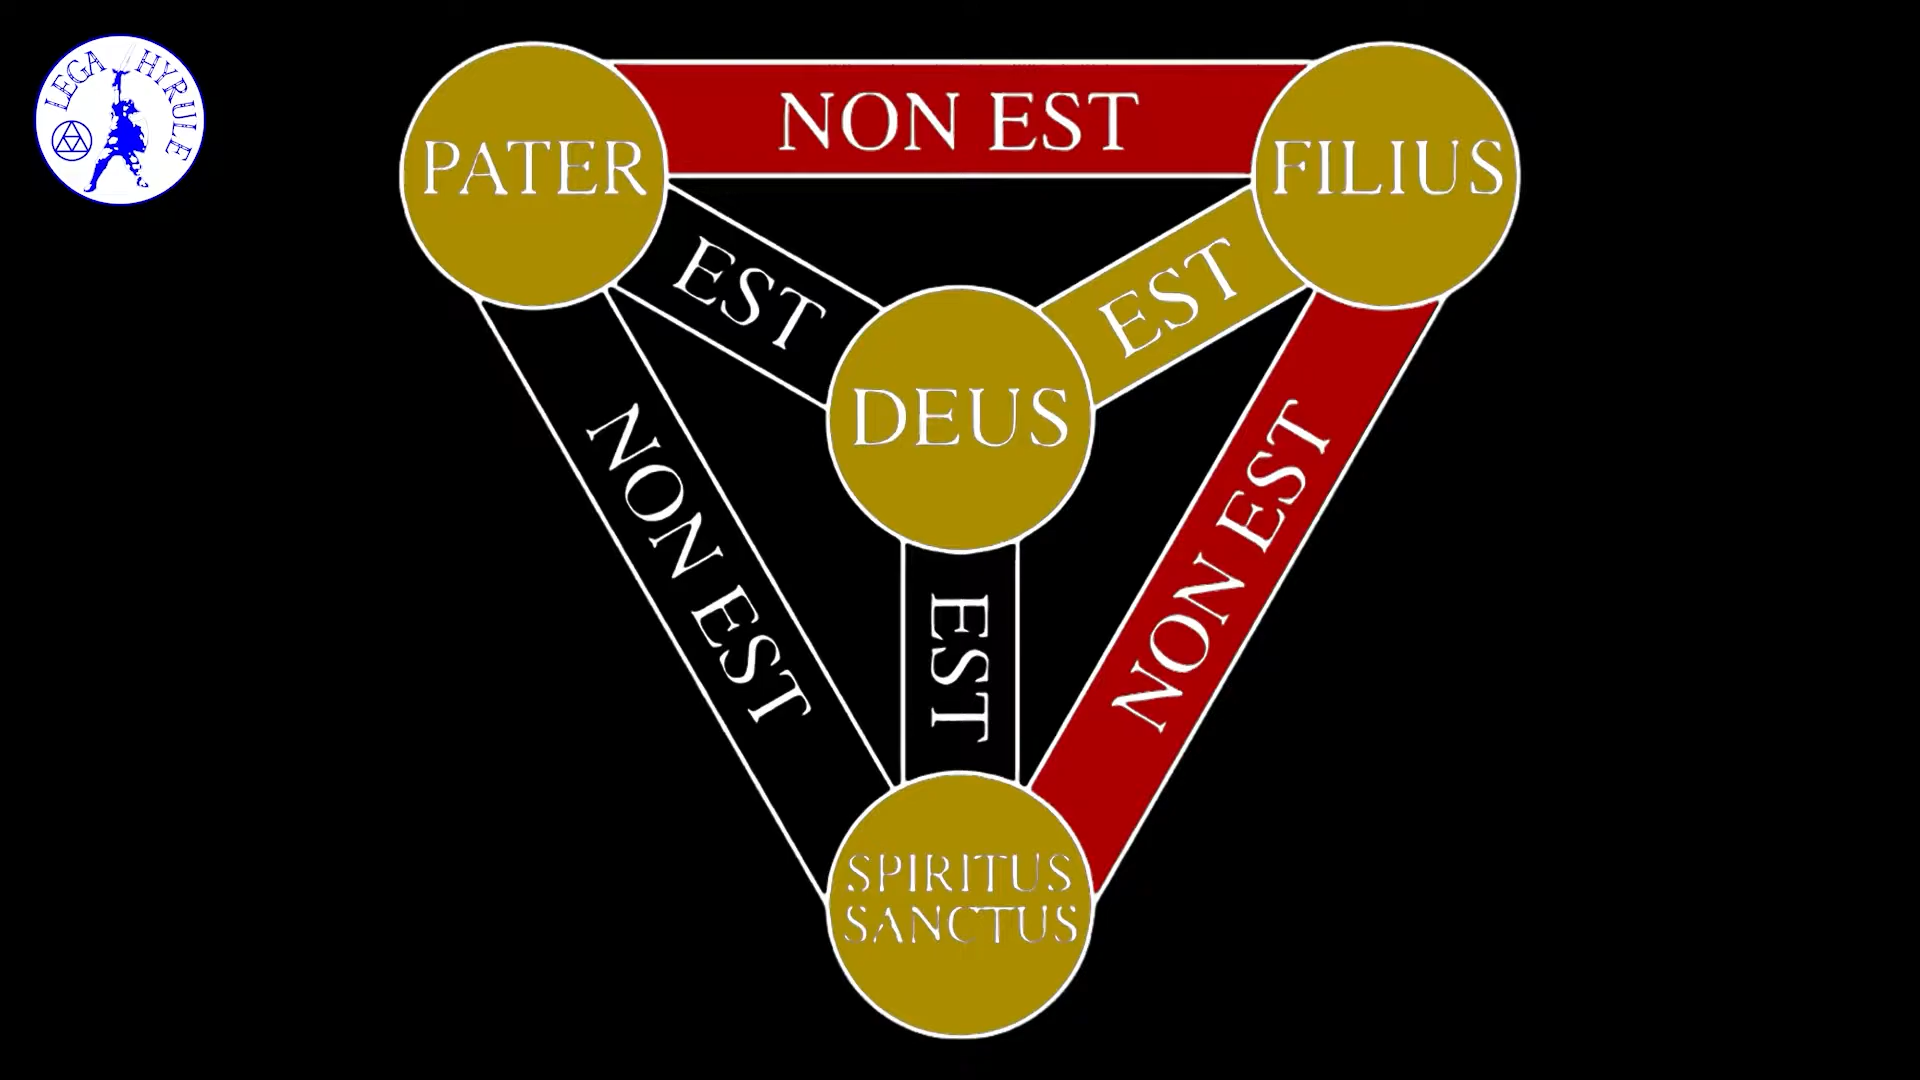 LEGA HYRULE
PATER
NON EST
FILIUS
EST
EST
DEUS
NON EST
NON EST
EST
SPIRITUS
SANCTUS